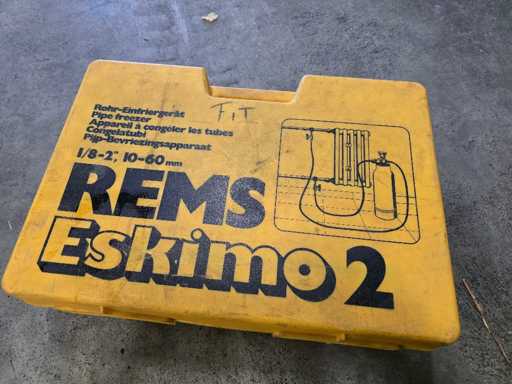 FIT
Rohr-Einfriergerät
Pipe freezer
Appareil à congeler les tubes
Congelatubi
Pijp-Bevriezingsapparaat
1/8-2", 10-60 mm
REMS
Eskimo 2